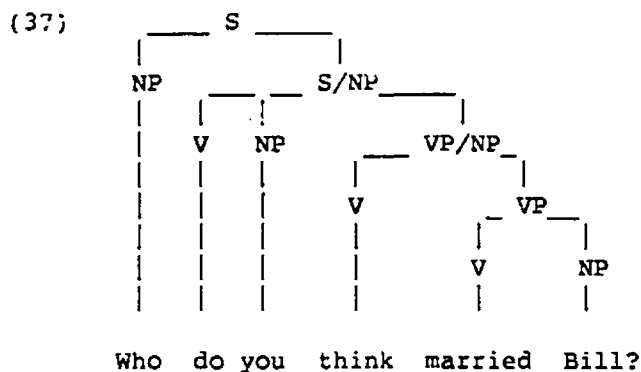 (37)
S
NP S/NP
V NP VP/NP
V VP
V NP
Who do you think married Bill?